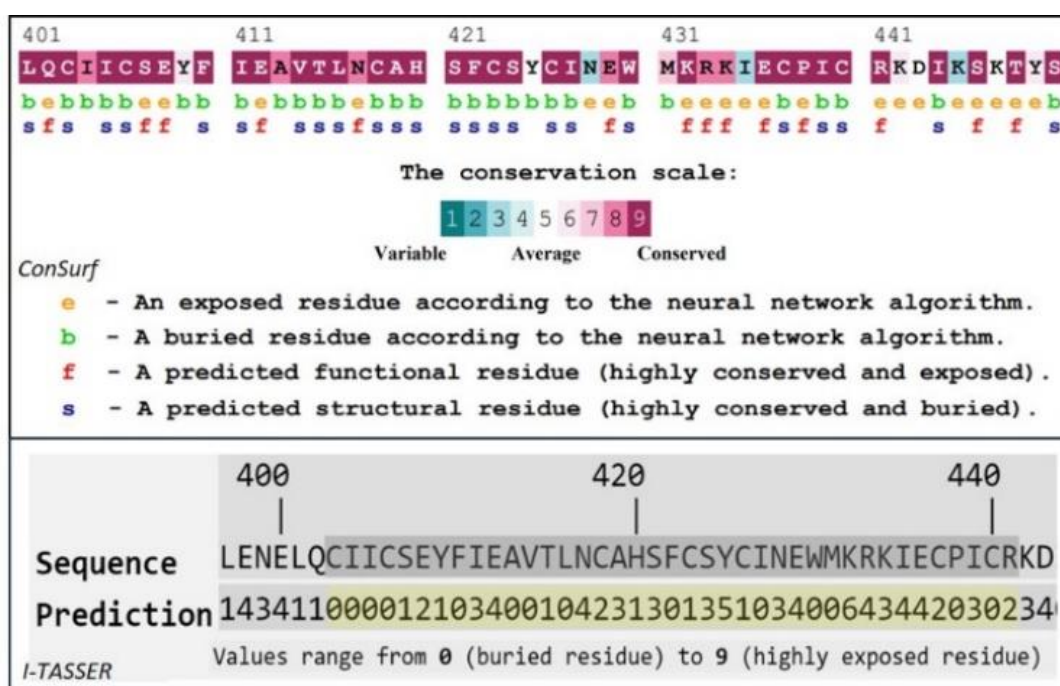 401 411 421 431 441
LQCIICSEYF IEAVTLNCAH SFCSYCINEW MKRKIECPIC RKDIKSKTYS
bebbbbeebb bebbbbebbb bbbbbbbeeb beeeeebebb eeebeeeeeb
sfs ssff s sf sssfsss ssss ss fs fff fsfss f s f f s
The conservation scale:
1 2 3 4 5 6 7 8 9
Variable Average Conserved
ConSurf
e - An exposed residue according to the neural network algorithm.
b - A buried residue according to the neural network algorithm.
f - A predicted functional residue (highly conserved and exposed).
s - A predicted structural residue (highly conserved and buried).
400 420 440
Sequence LENELQCIICSEYFIEAVTLNCAHSFCSYCINEWMKRKIECPICRKD
Prediction 14341100001210340010423130135103400643442030234
Values range from 0 (buried residue) to 9 (highly exposed residue)
I-TASSER